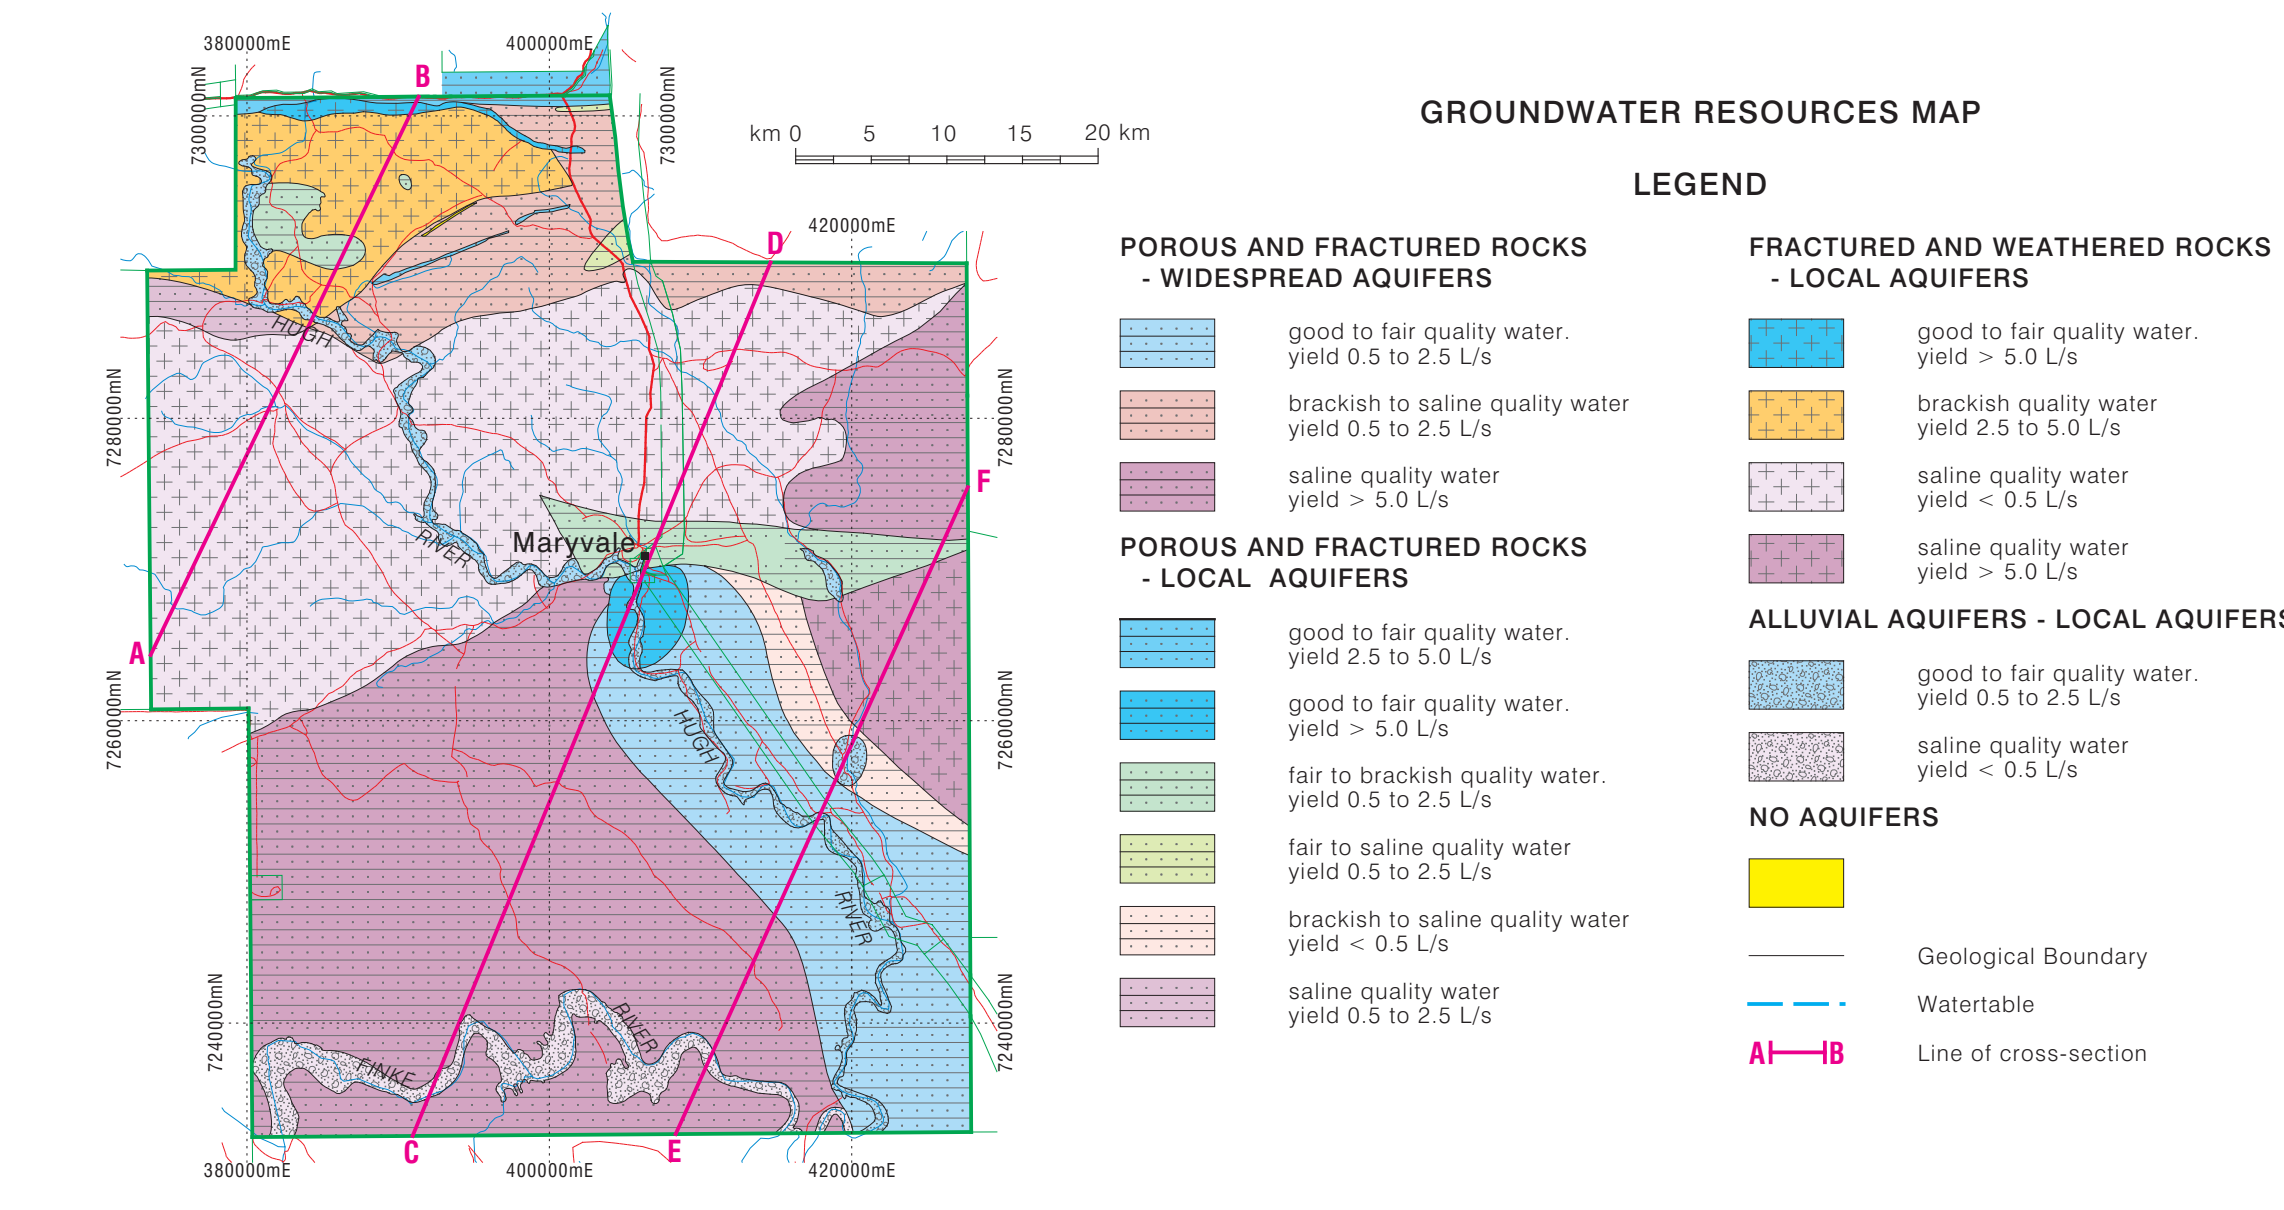 380000mE
400000mE
B
7300000mN
7300000mN
km 0 5 10 15 20 km
420000mE
D
HUGH
7280000mN
7280000mN
F
RIVER
Maryvale
A
7260000mN
7260000mN
HUGH
RIVER
7240000mN
7240000mN
RIVER
FINKE
C
E
380000mE
400000mE
420000mE
GROUNDWATER RESOURCES MAP
LEGEND
POROUS AND FRACTURED ROCKS
- WIDESPREAD AQUIFERS
good to fair quality water.
yield 0.5 to 2.5 L/s
brackish to saline quality water
yield 0.5 to 2.5 L/s
saline quality water
yield > 5.0 L/s
POROUS AND FRACTURED ROCKS
- LOCAL AQUIFERS
good to fair quality water.
yield 2.5 to 5.0 L/s
good to fair quality water.
yield > 5.0 L/s
fair to brackish quality water.
yield 0.5 to 2.5 L/s
fair to saline quality water
yield 0.5 to 2.5 L/s
brackish to saline quality water
yield < 0.5 L/s
saline quality water
yield 0.5 to 2.5 L/s
FRACTURED AND WEATHERED ROCKS
- LOCAL AQUIFERS
good to fair quality water.
yield > 5.0 L/s
brackish quality water
yield 2.5 to 5.0 L/s
saline quality water
yield < 0.5 L/s
saline quality water
yield > 5.0 L/s
ALLUVIAL AQUIFERS - LOCAL AQUIFERS
good to fair quality water.
yield 0.5 to 2.5 L/s
saline quality water
yield < 0.5 L/s
NO AQUIFERS
Geological Boundary
Watertable
A B Line of cross-section